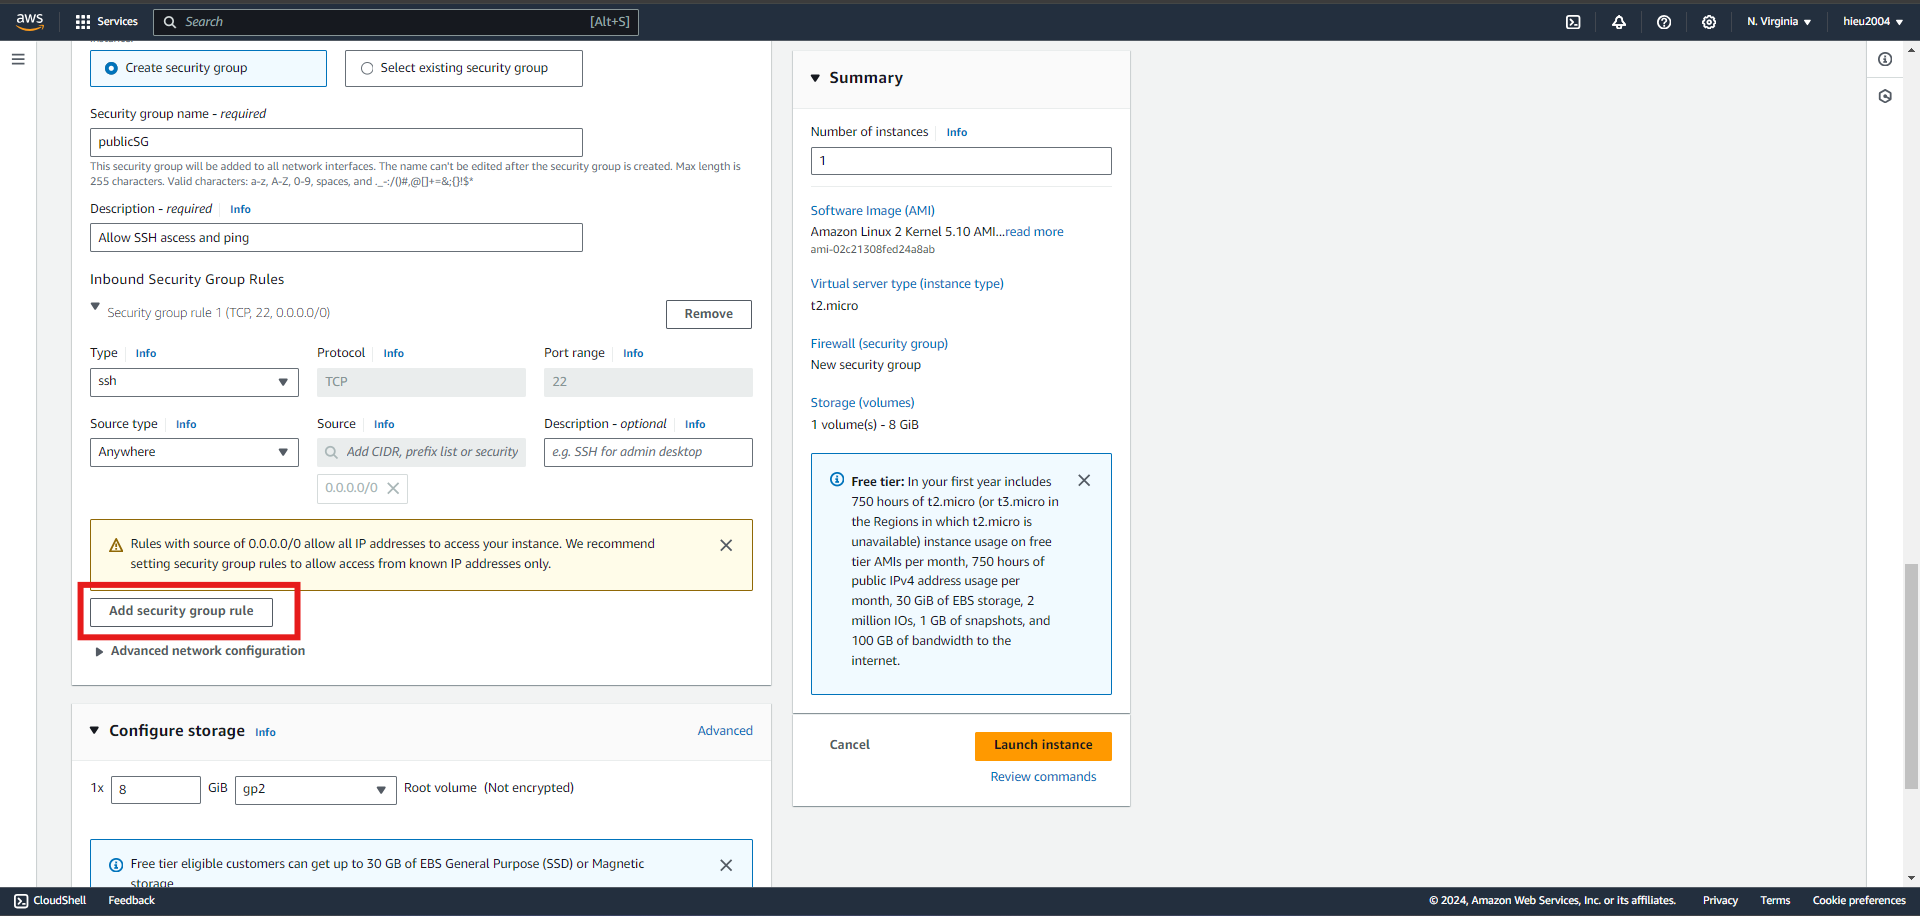 aws
Services
Search
[Alt+S]
N. Virginia
hieu2004
Create security group
Select existing security group
Security group name - required
publicSG
This security group will be added to all network interfaces. The name can't be edited after the security group is created. Max length is
255 characters. Valid characters: a-z, A-Z, 0-9, spaces, and ._-:/()#,@[]+=&;{}!$*
Description - required Info
Allow SSH ascess and ping
Inbound Security Group Rules
Security group rule 1 (TCP, 22, 0.0.0.0/0)
Remove
Type Info
Protocol Info
Port range Info
ssh
TCP
22
Source type Info
Source Info
Description - optional Info
Anywhere
Add CIDR, prefix list or security
e.g. SSH for admin desktop
0.0.0.0/0
Rules with source of 0.0.0.0/0 allow all IP addresses to access your instance. We recommend
setting security group rules to allow access from known IP addresses only.
Add security group rule
Advanced network configuration
Configure storage Info
Advanced
1x
8
GiB
gp2
Root volume (Not encrypted)
Free tier eligible customers can get up to 30 GB of EBS General Purpose (SSD) or Magnetic
storage
Summary
Number of instances Info
1
Software Image (AMI)
Amazon Linux 2 Kernel 5.10 AMI...read more
ami-02c21308fed24a8ab
Virtual server type (instance type)
t2.micro
Firewall (security group)
New security group
Storage (volumes)
1 volume(s) - 8 GiB
Free tier: In your first year includes
750 hours of t2.micro (or t3.micro in
the Regions in which t2.micro is
unavailable) instance usage on free
tier AMIs per month, 750 hours of
public IPv4 address usage per
month, 30 GiB of EBS storage, 2
million IOs, 1 GB of snapshots, and
100 GB of bandwidth to the
internet.
Cancel
Launch instance
Review commands
CloudShell
Feedback
© 2024, Amazon Web Services, Inc. or its affiliates.
Privacy
Terms
Cookie preferences